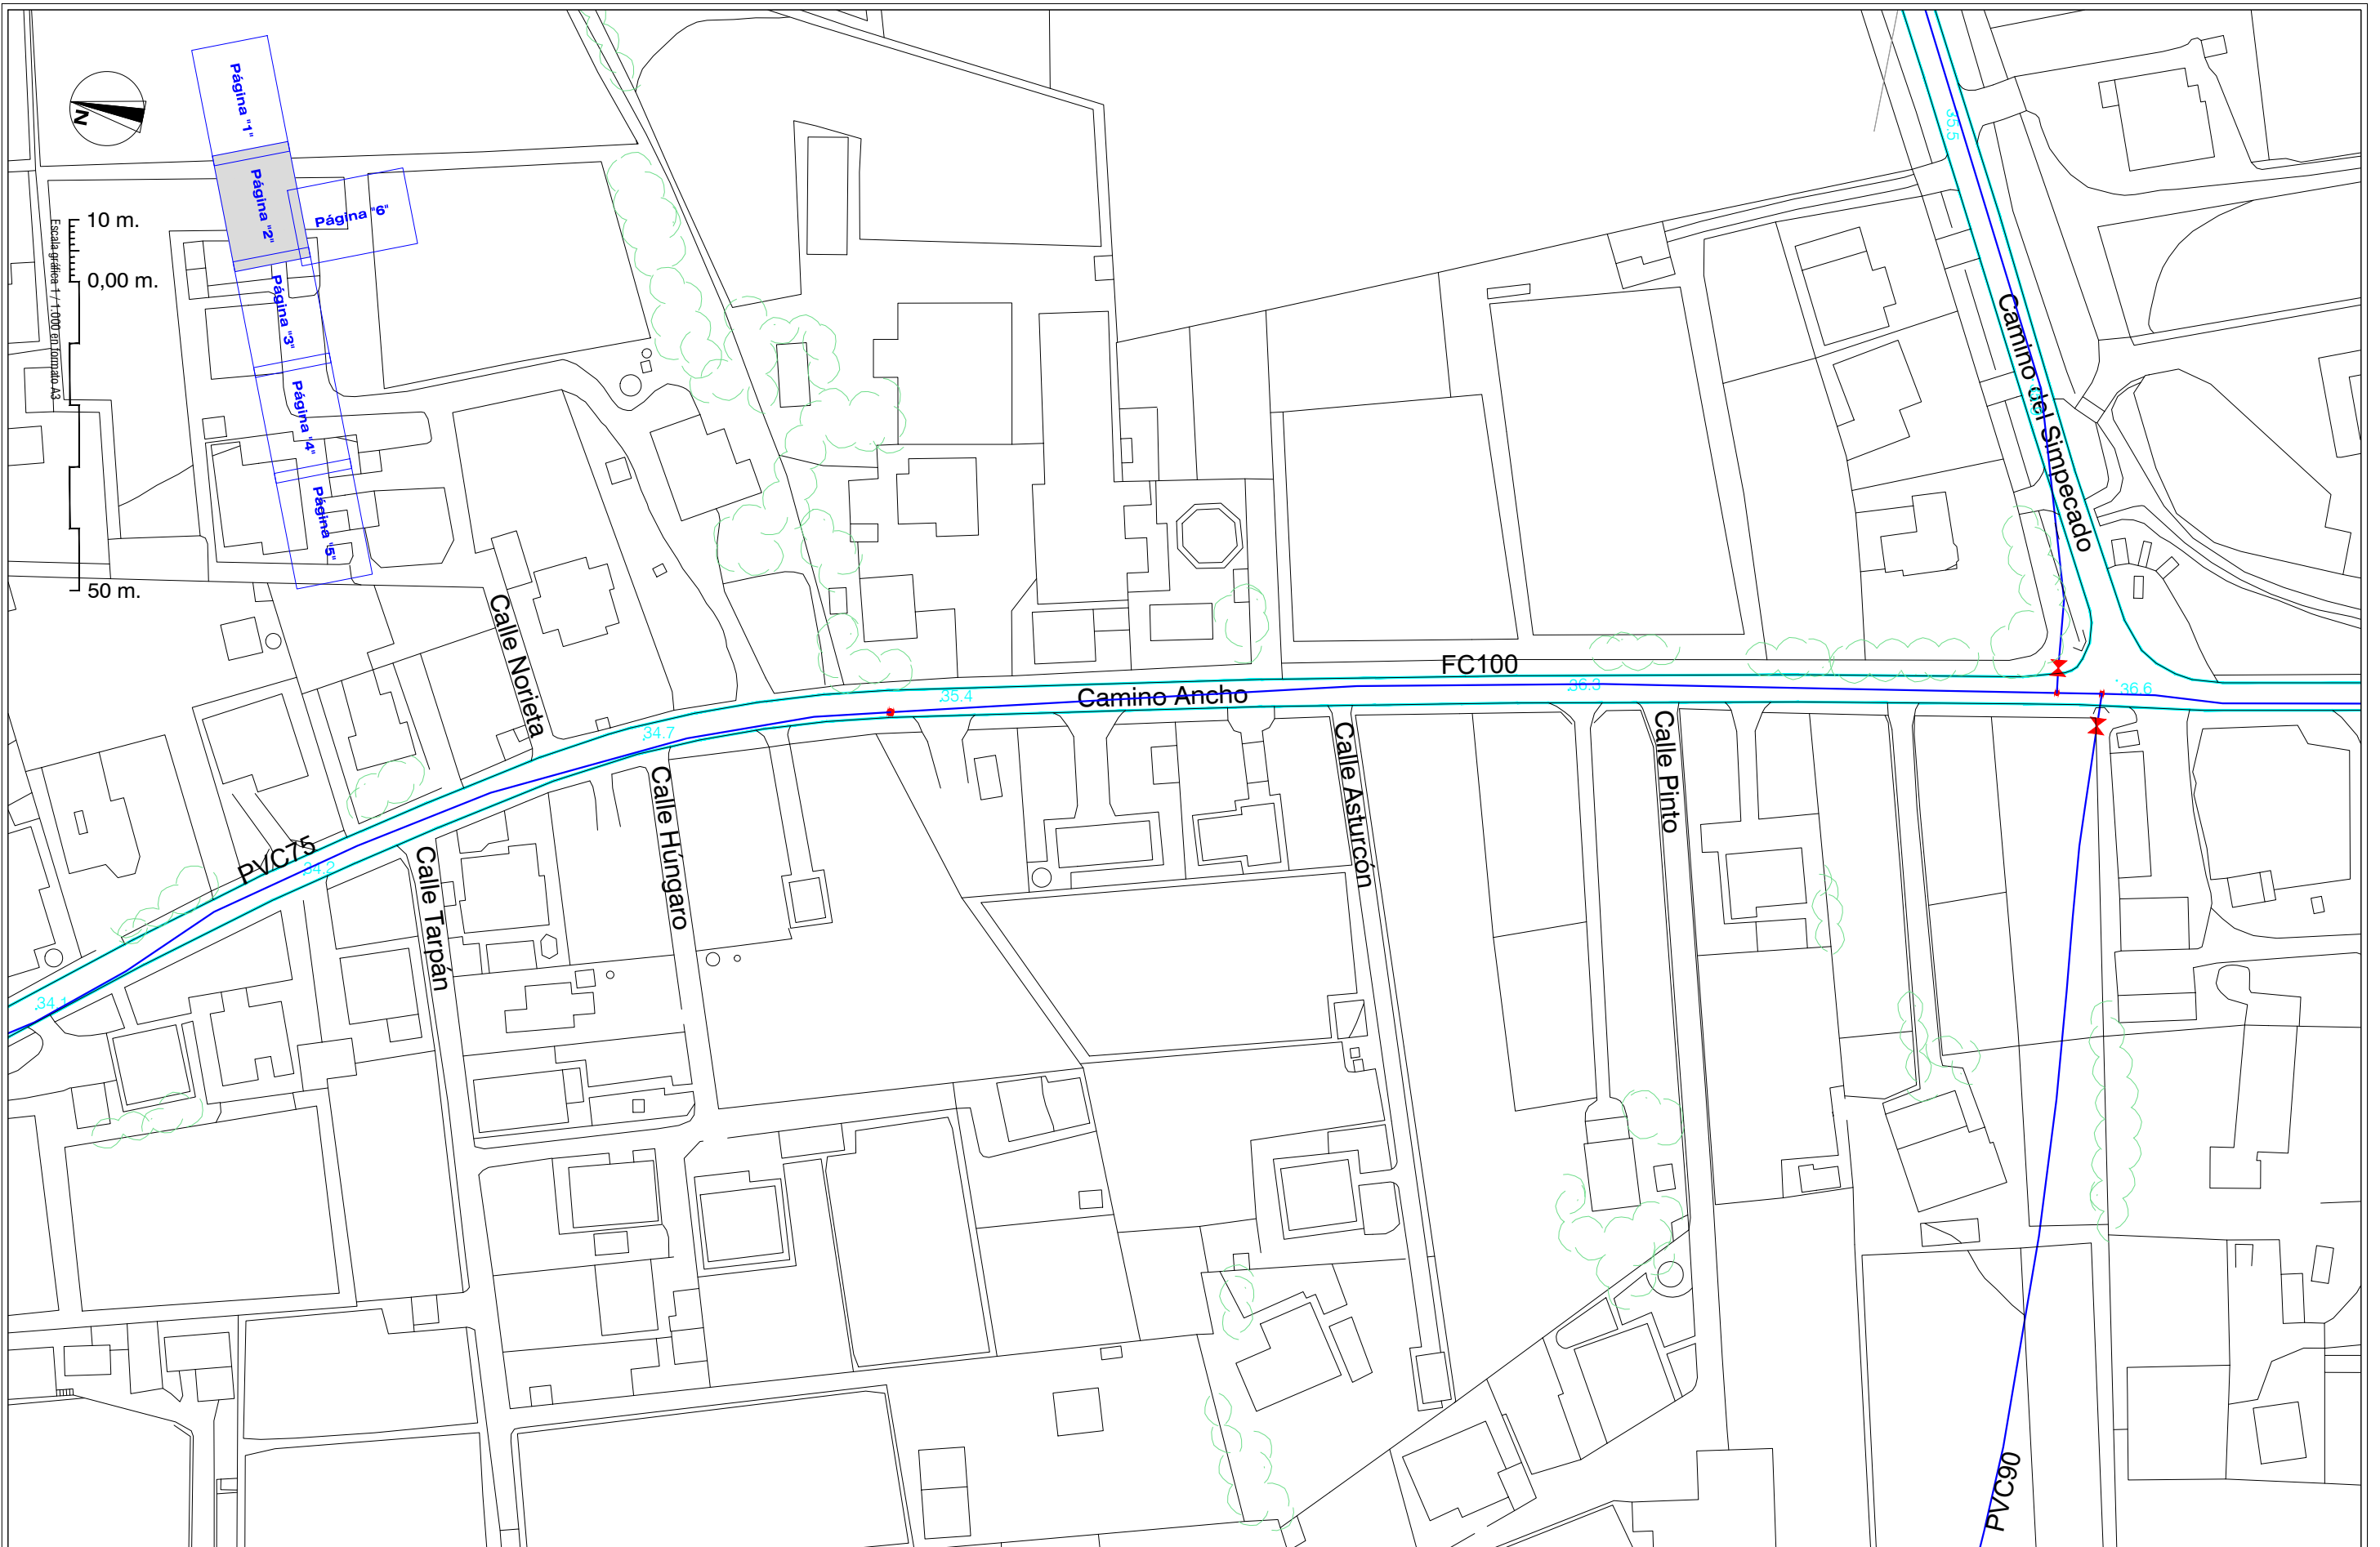 Página "1"
N
Página "2"
Página "6"
10 m.
0,00 m.
Escala gráfica 1 / 1.000 en formato A3
Página "3"
Página "4"
Página "5"
50 m.
35.5
Camino del Simpecado
Calle Norieta
FC100
Camino Ancho
35.4
36.3
36.6
34.7
Calle Húngaro
Calle Asturcón
Calle Pinto
PVC75
34.2
Calle Tarpán
34.1
PVC90